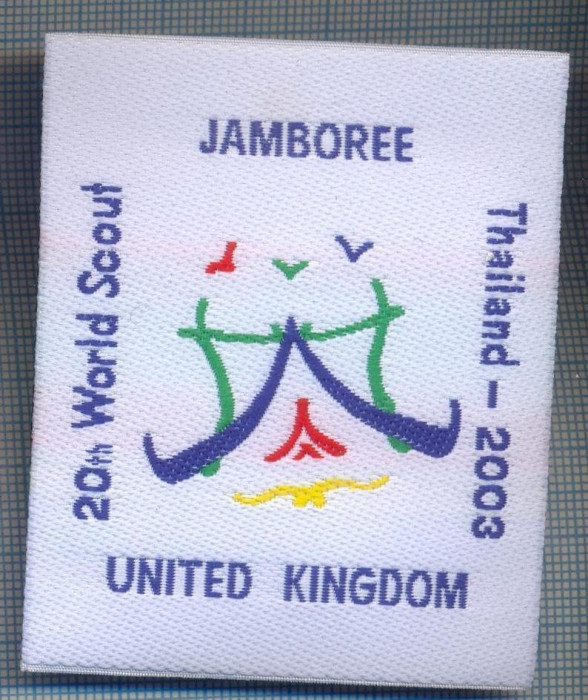 20th World Scout
JAMBOREE
Thailand – 2003
UNITED KINGDOM